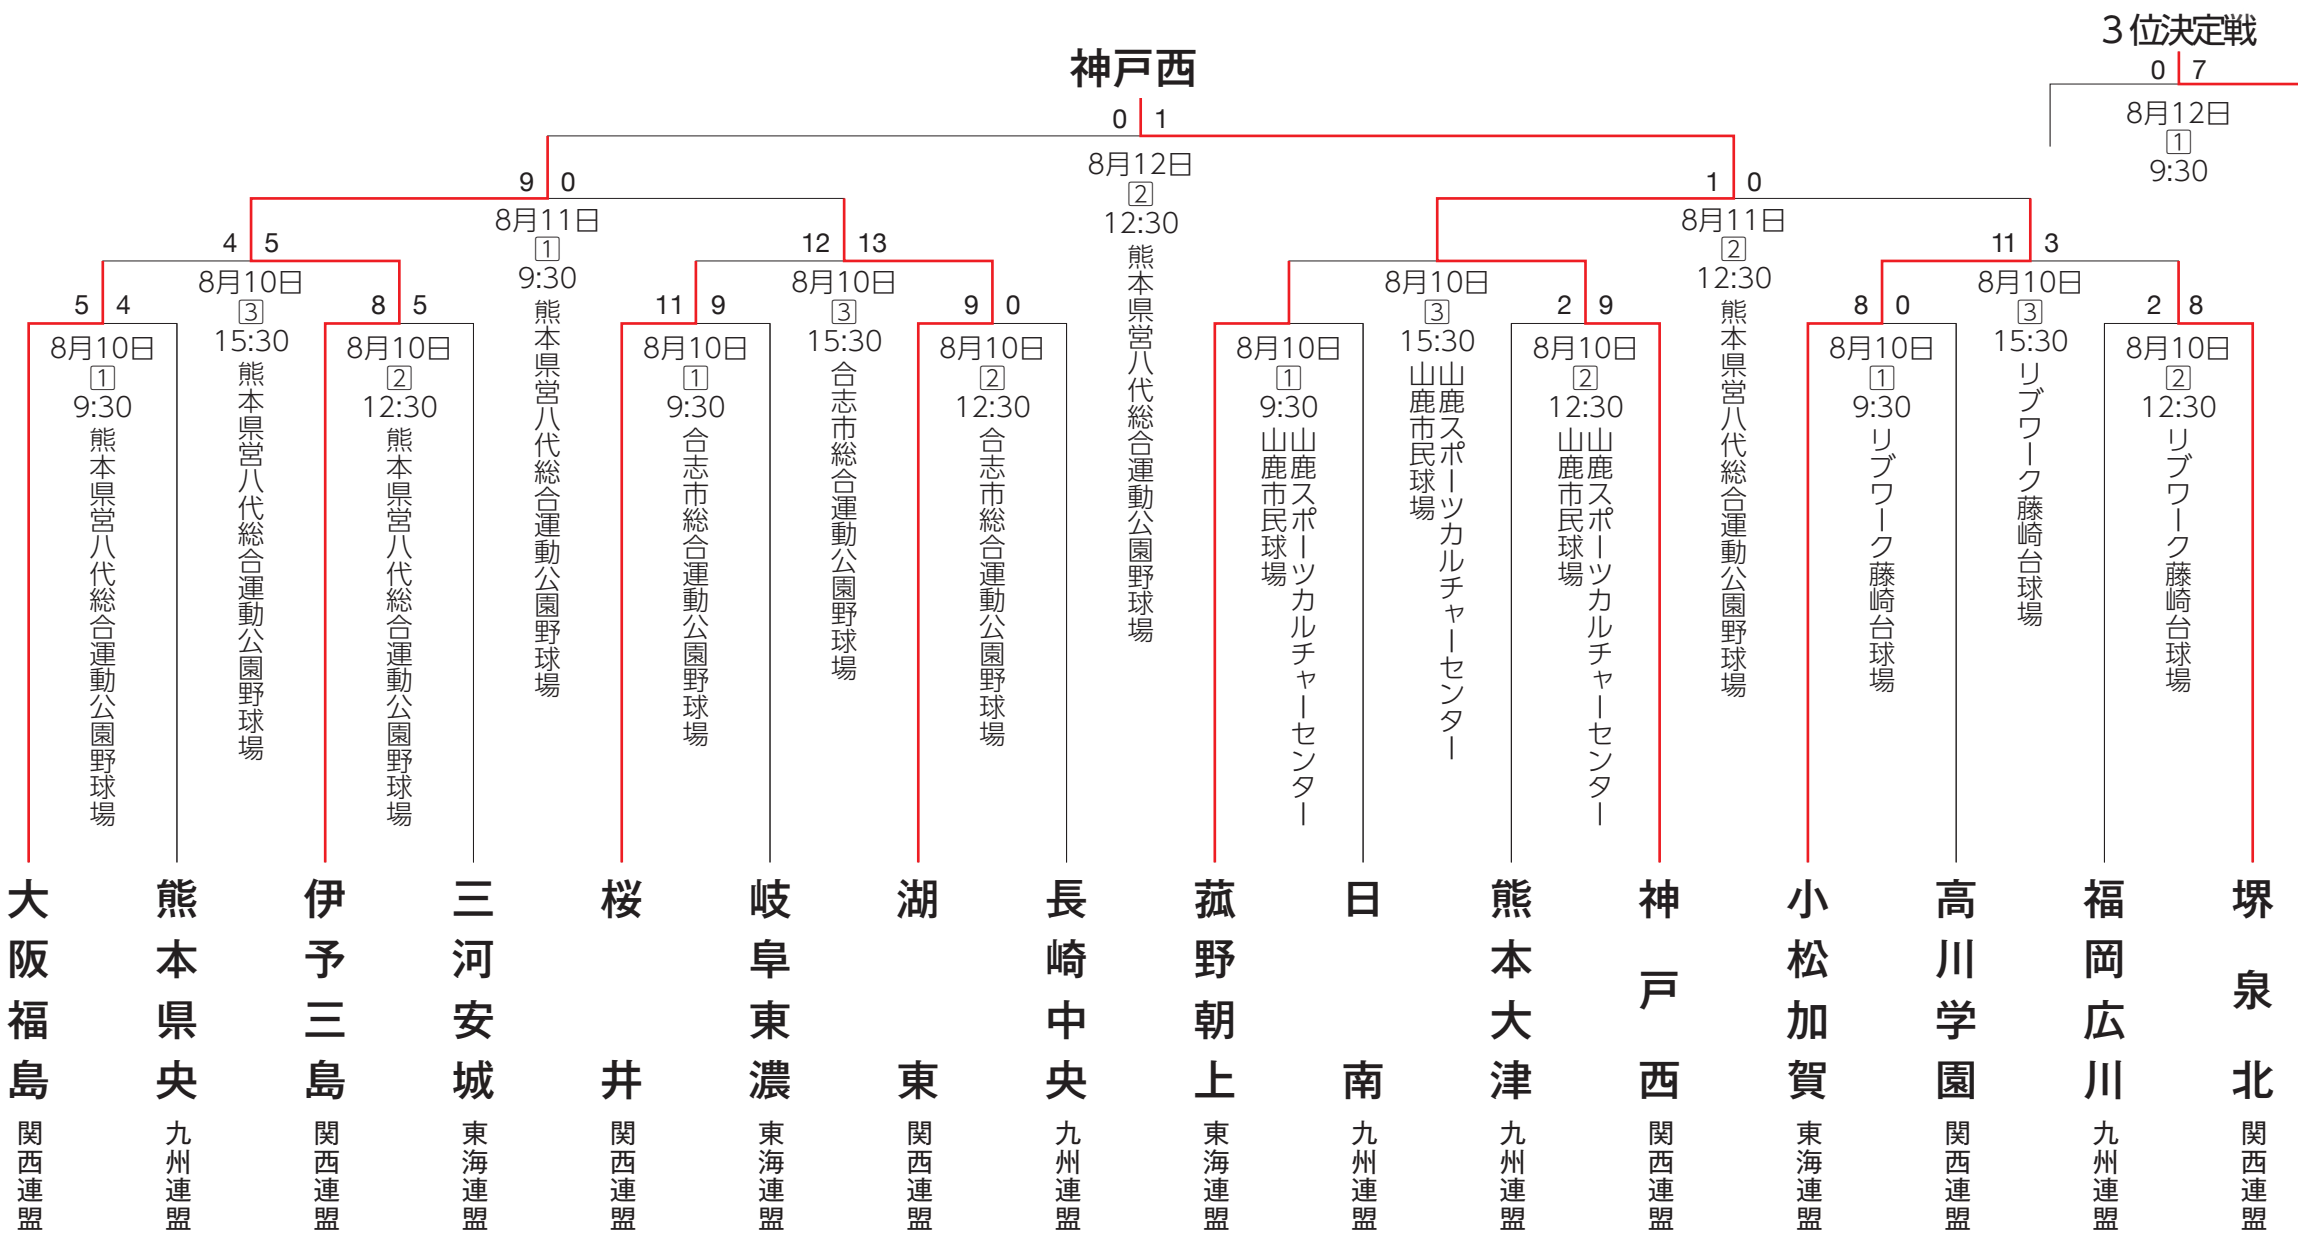 3位決定戦
0 7
8月12日
1
9:30
神戸西
0 1
8月12日
2
12:30
熊本県営八代総合運動公園野球場
9 0
8月11日
1
9:30
熊本県営八代総合運動公園野球場
1 0
8月11日
2
12:30
熊本県営八代総合運動公園野球場
4 5
8月10日
3
15:30
熊本県営八代総合運動公園野球場
12 13
8月10日
3
15:30
合志市総合運動公園野球場
8月10日
3
15:30
山鹿スポーツカルチャーセンター
山鹿市民球場
11 3
8月10日
3
15:30
リブワーク藤崎台球場
5 4
8月10日
1
9:30
熊本県営八代総合運動公園野球場
8 5
8月10日
2
12:30
熊本県営八代総合運動公園野球場
11 9
8月10日
1
9:30
合志市総合運動公園野球場
9 0
8月10日
2
12:30
合志市総合運動公園野球場
8月10日
1
9:30
山鹿スポーツカルチャーセンター
山鹿市民球場
2 9
8月10日
2
12:30
山鹿スポーツカルチャーセンター
山鹿市民球場
8 0
8月10日
1
9:30
リブワーク藤崎台球場
2 8
8月10日
2
12:30
リブワーク藤崎台球場
大阪福島
関西連盟
熊本県央
九州連盟
伊予三島
関西連盟
三河安城
東海連盟
桜井
関西連盟
岐阜東濃
東海連盟
湖東
関西連盟
長崎中央
九州連盟
菰野朝上
東海連盟
日南
九州連盟
熊本大津
九州連盟
神戸西
関西連盟
小松加賀
東海連盟
高川学園
関西連盟
福岡広川
九州連盟
堺泉北
関西連盟